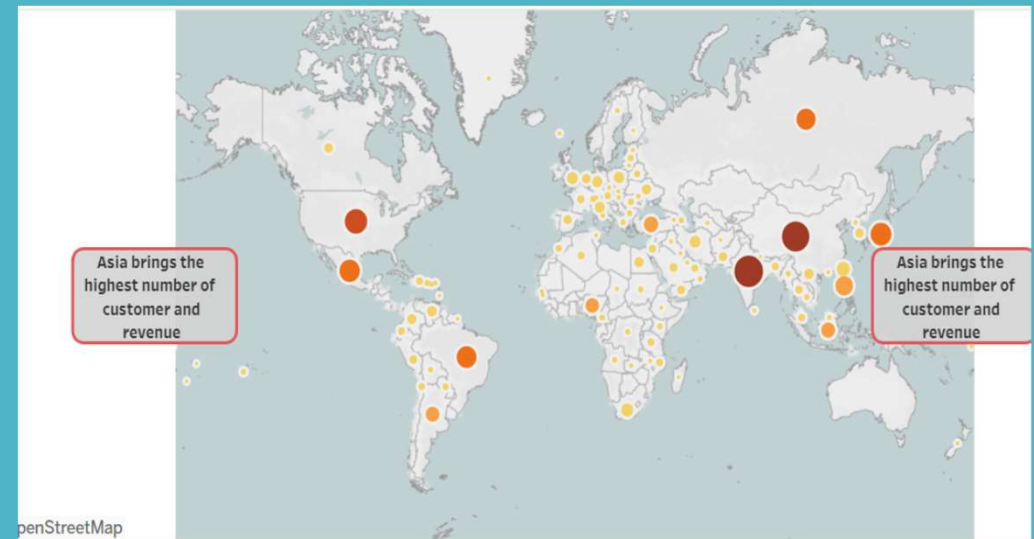 Asia brings the
highest number of
customer and
revenue
Asia brings the
highest number of
customer and
revenue
penStreetMap